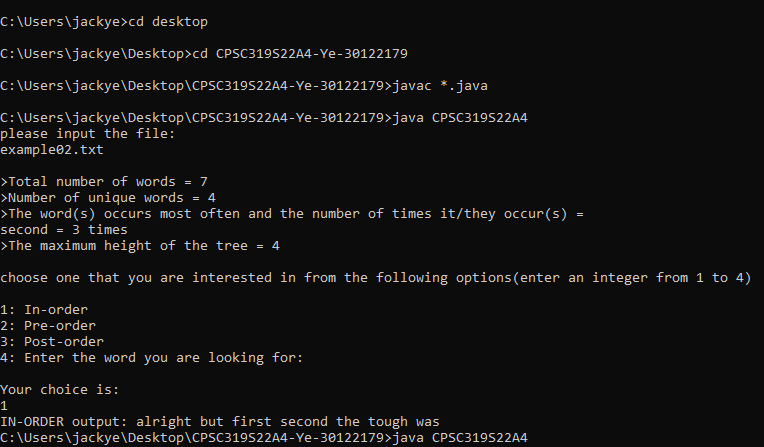 C:\Users\jackye>cd desktop
C:\Users\jackye\Desktop>cd CPSC319S22A4-Ye-30122179
C:\Users\jackye\Desktop\CPSC319S22A4-Ye-30122179>javac *.java
C:\Users\jackye\Desktop\CPSC319S22A4-Ye-30122179>java CPSC319S22A4
please input the file:
example02.txt
>Total number of words = 7
>Number of unique words = 4
>The word(s) occurs most often and the number of times it/they occur(s) =
second = 3 times
>The maximum height of the tree = 4
choose one that you are interested in from the following options(enter an integer from 1 to 4)
1: In-order
2: Pre-order
3: Post-order
4: Enter the word you are looking for:
Your choice is:
1
IN-ORDER output: alright but first second the tough was
C:\Users\jackye\Desktop\CPSC319S22A4-Ye-30122179>java CPSC319S22A4